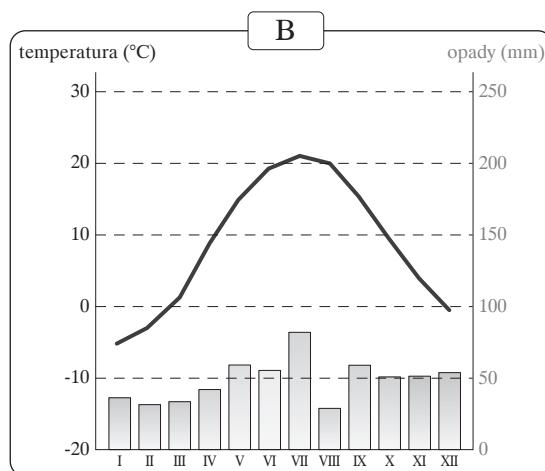 B
temperatura (°C) opady (mm)
30 250
20 200
10 150
0 100
-10 50
-20 0
I II III IV V VI VII VIII IX X XI XII